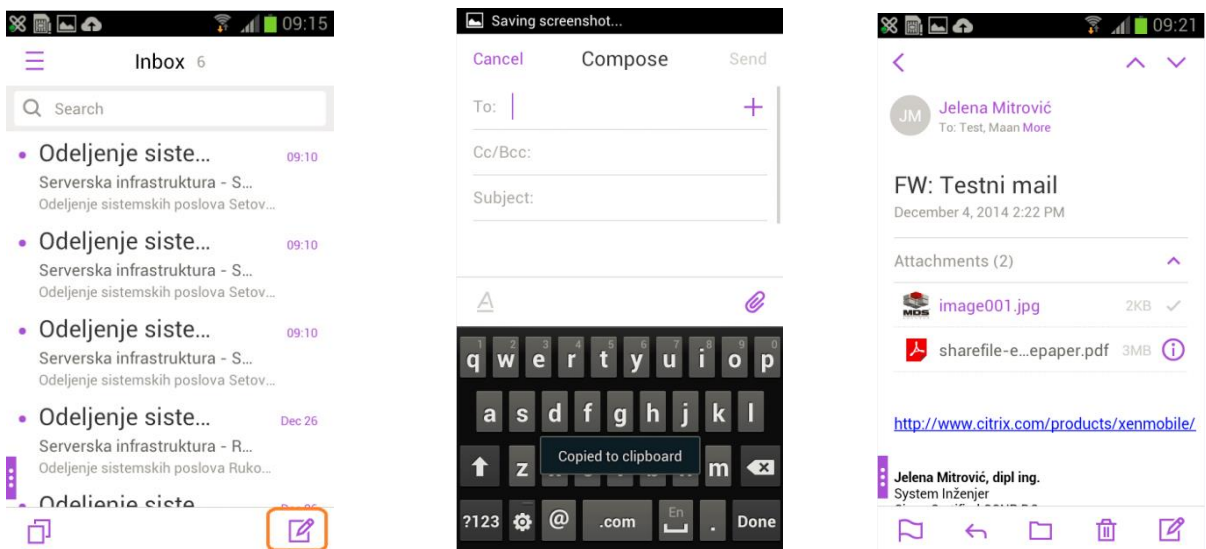 09:15
Inbox 6
Search
Odeljenje siste... 09:10
Serverska infrastruktura - S...
Odeljenje sistemskih poslova Setov...
Odeljenje siste... 09:10
Serverska infrastruktura - S...
Odeljenje sistemskih poslova Setov...
Odeljenje siste... 09:10
Serverska infrastruktura - S...
Odeljenje sistemskih poslova Setov...
Odeljenje siste... Dec 26
Serverska infrastruktura - R...
Odeljenje sistemskih poslova Ruko...
Odeljenje siste
Saving screenshot...
Cancel Compose Send
To:
Cc/Bcc:
Subject:
A
1 2 3 4 5 6 7 8 9 0
q w e r t y u i o p
a s d f g h j k l
z m
Copied to clipboard
?123 @ .com En . Done
09:21
JM
Jelena Mitrović
To: Test, Maan More
FW: Testni mail
December 4, 2014 2:22 PM
Attachments (2)
MDS image001.jpg 2KB
sharefile-e...epaper.pdf 3MB
http://www.citrix.com/products/xenmobile/
Jelena Mitrović, dipl ing.
System Inženjer